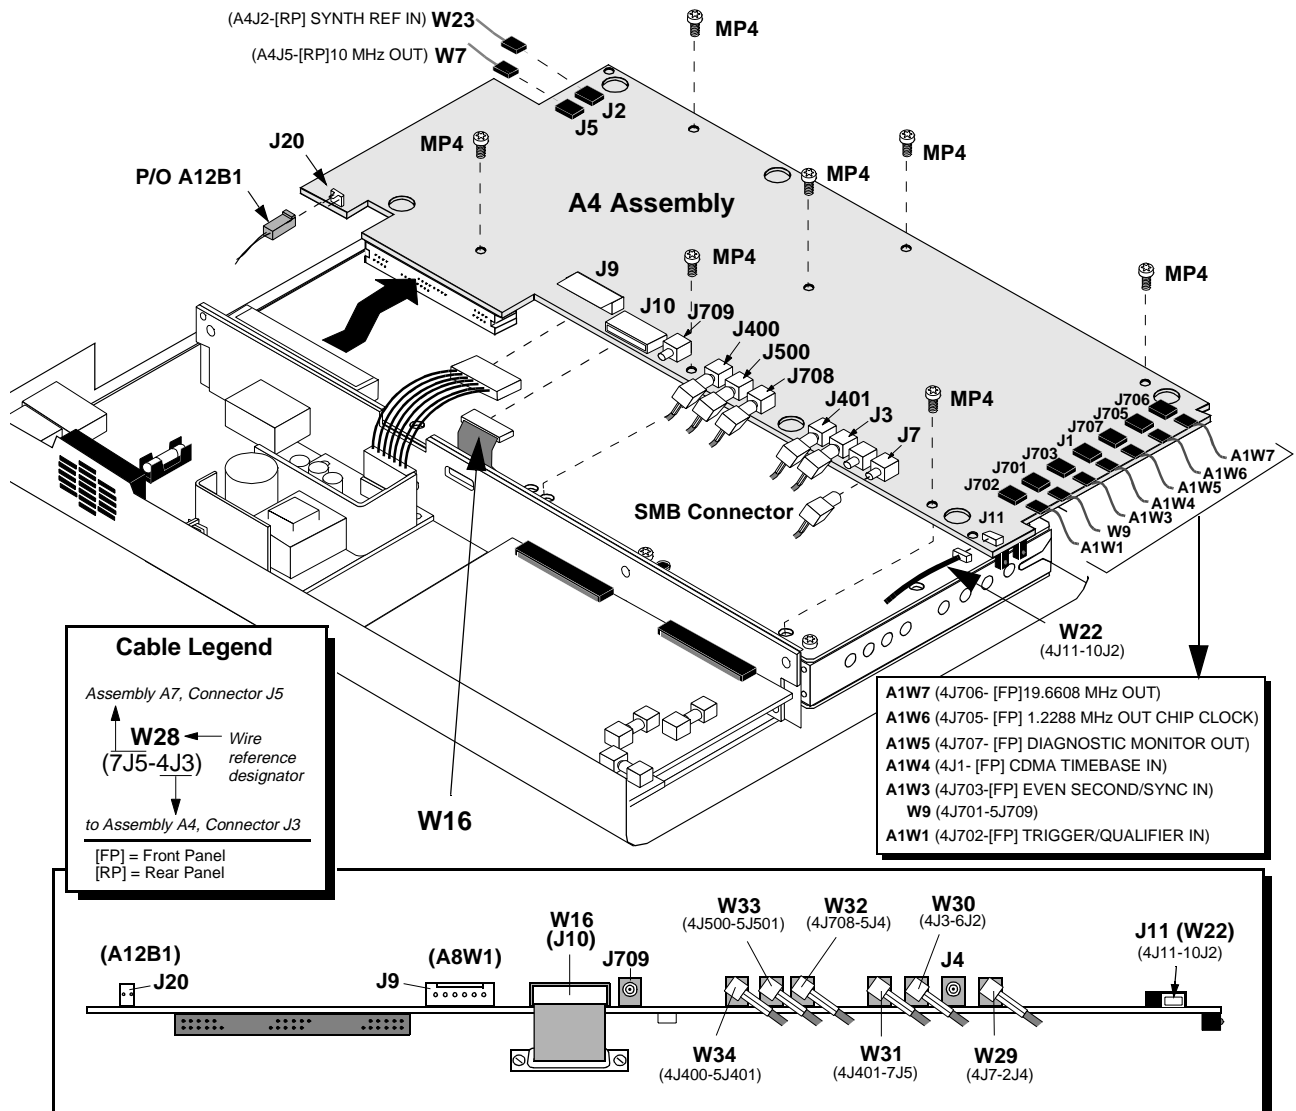 (A4J2-[RP] SYNTH REF IN) W23
(A4J5-[RP]10 MHz OUT) W7
MP4
J2
J5
J20
MP4
MP4
P/O A12B1
MP4
A4 Assembly
MP4
MP4
J9
J10
J709
J400
J500
J708
J401
J3
J7
MP4
J706
J705
J707
J1
J703
J701
J702
J11
A1W7
A1W6
A1W5
A1W4
A1W3
W9
A1W1
SMB Connector
W22
(4J11-10J2)
W16
Cable Legend
Assembly A7, Connector J5
W28
Wire
reference
designator
(7J5-4J3)
to Assembly A4, Connector J3
[FP] = Front Panel
[RP] = Rear Panel
A1W7 (4J706- [FP]19.6608 MHz OUT)
A1W6 (4J705- [FP] 1.2288 MHz OUT CHIP CLOCK)
A1W5 (4J707- [FP] DIAGNOSTIC MONITOR OUT)
A1W4 (4J1- [FP] CDMA TIMEBASE IN)
A1W3 (4J703-[FP] EVEN SECOND/SYNC IN)
W9 (4J701-5J709)
A1W1 (4J702-[FP] TRIGGER/QUALIFIER IN)
(A12B1)
J20
J9
(A8W1)
W16
(J10)
J709
W33
(4J500-5J501)
W32
(4J708-5J4)
W30
(4J3-6J2)
J4
J11 (W22)
(4J11-10J2)
W34
(4J400-5J401)
W31
(4J401-7J5)
W29
(4J7-2J4)